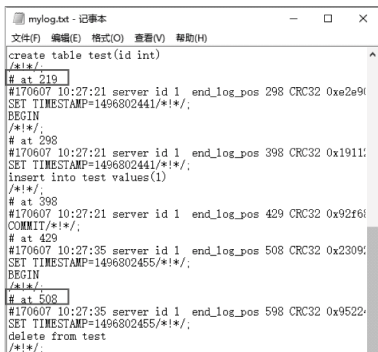 mylog.txt - 记事本
文件(F) 编辑(E) 格式(O) 查看(V) 帮助(H)
create table test(id int)
/*!*/;
# at 219
#170607 10:27:21 server id 1  end_log_pos 298 CRC32 0xe2e9
SET TIMESTAMP=1496802441/*!*/;
BEGIN
/*!*/;
# at 298
#170607 10:27:21 server id 1  end_log_pos 398 CRC32 0x1911
SET TIMESTAMP=1496802441/*!*/;
insert into test values(1)
/*!*/;
# at 398
#170607 10:27:21 server id 1  end_log_pos 429 CRC32 0x92f6
COMMIT/*!*/;
# at 429
#170607 10:27:35 server id 1  end_log_pos 508 CRC32 0x2309
SET TIMESTAMP=1496802455/*!*/;
BEGIN
/*!*/;
# at 508
#170607 10:27:35 server id 1  end_log_pos 598 CRC32 0x9522
SET TIMESTAMP=1496802455/*!*/;
delete from test
/*!*/;